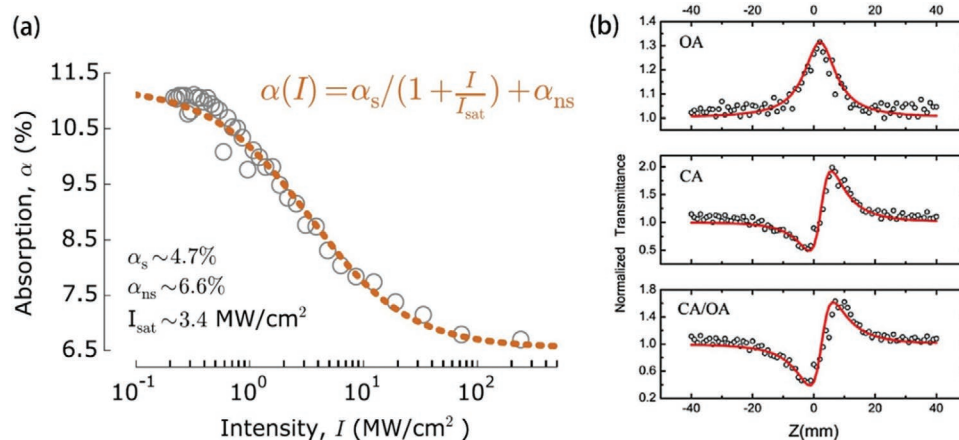 (a)
Absorption, α (%)
11.5
10.5
9.5
8.5
7.5
6.5
α(I) = αₛ/(1 + I/Iₛₐₜ) + αₙₛ
αₛ ~4.7%
αₙₛ ~6.6%
Iₛₐₜ ~3.4 MW/cm²
10⁻¹ 10⁰ 10¹ 10²
Intensity, I (MW/cm²)
(b)
-40 -20 0 20 40
1.4
1.3
1.2
1.1
1.0
OA
Normalized Transmittance
2.0
1.5
1.0
0.5
CA
1.8
1.4
1.0
0.6
0.2
CA/OA
-40 -20 0 20 40
Z(mm)